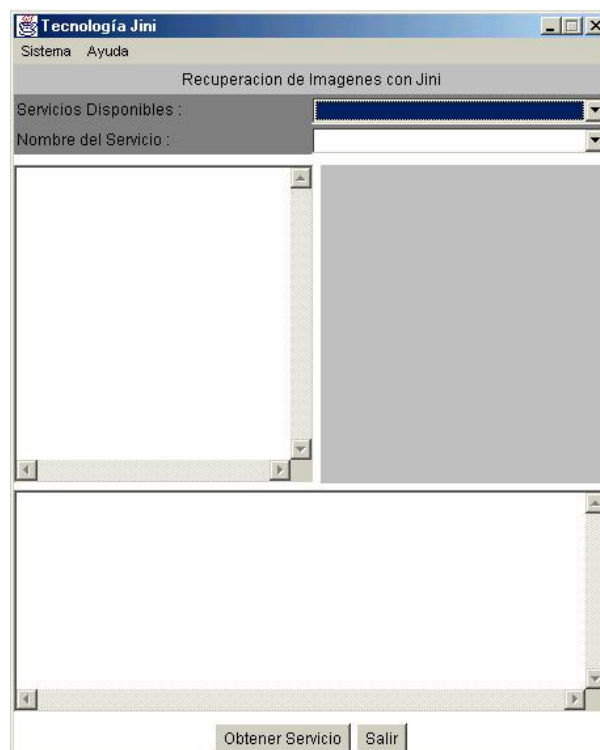 Tecnología Jini
Sistema Ayuda
Recuperacion de Imagenes con Jini
Servicios Disponibles :
Nombre del Servicio :
Obtener Servicio Salir